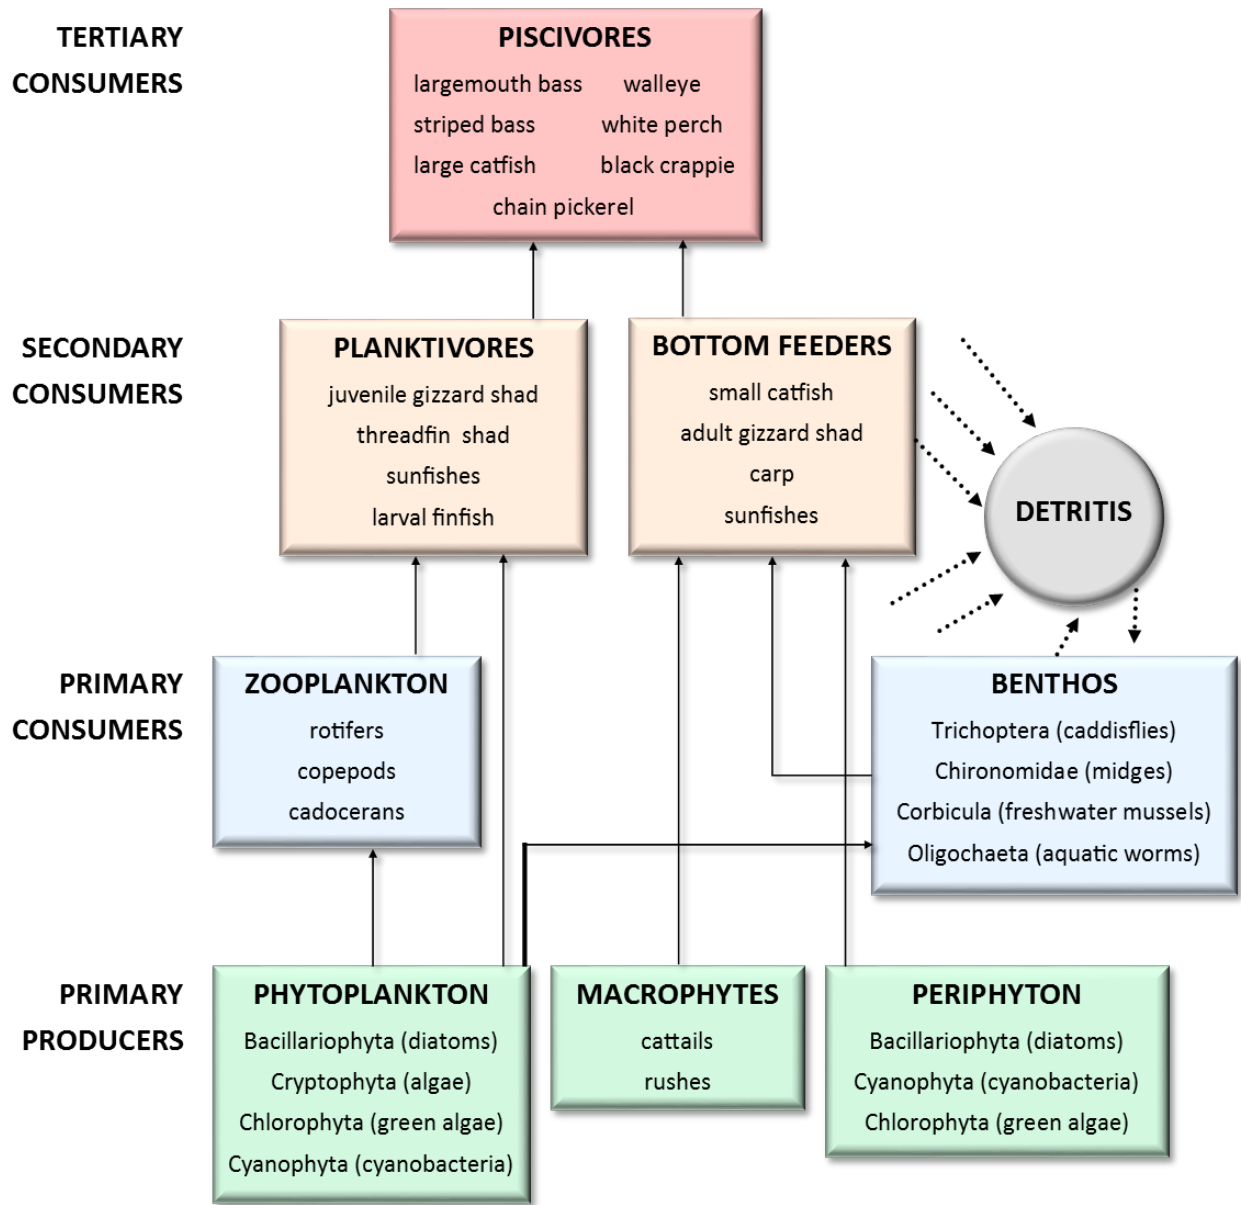 TERTIARY
CONSUMERS
PISCIVORES
largemouth bass walleye
striped bass white perch
large catfish black crappie
chain pickerel
SECONDARY
CONSUMERS
PLANKTIVORES
juvenile gizzard shad
threadfin shad
sunfishes
larval finfish
BOTTOM FEEDERS
small catfish
adult gizzard shad
carp
sunfishes
DETRITIS
PRIMARY
CONSUMERS
ZOOPLANKTON
rotifers
copepods
cadocerans
BENTHOS
Trichoptera (caddisflies)
Chironomidae (midges)
Corbicula (freshwater mussels)
Oligochaeta (aquatic worms)
PRIMARY
PRODUCERS
PHYTOPLANKTON
Bacillariophyta (diatoms)
Cryptophyta (algae)
Chlorophyta (green algae)
Cyanophyta (cyanobacteria)
MACROPHYTES
cattails
rushes
PERIPHYTON
Bacillariophyta (diatoms)
Cyanophyta (cyanobacteria)
Chlorophyta (green algae)